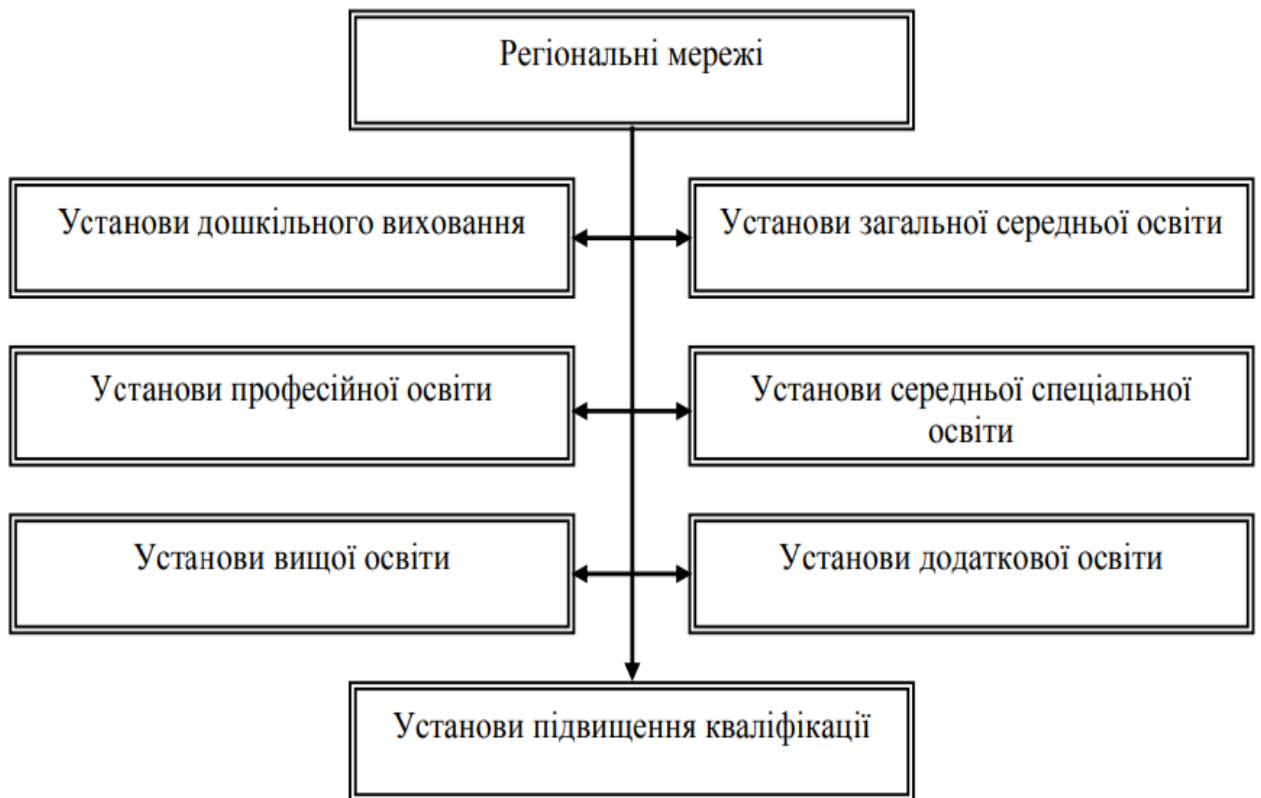 Регіональні мережі
Установи дошкільного виховання
Установи загальної середньої освіти
Установи професійної освіти
Установи середньої спеціальної
освіти
Установи вищої освіти
Установи додаткової освіти
Установи підвищення кваліфікації